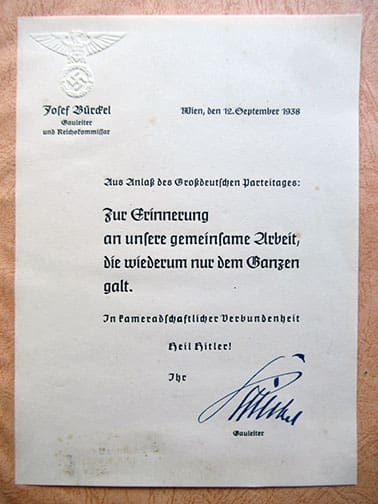 Josef Bürckel
Gauleiter
und Reichskommissar
Wien, den 12. September 1938
Aus Anlaß des Großdeutschen Parteitages:
Zur Erinnerung
an unsere gemeinsame Arbeit,
die wiederum nur dem Ganzen
galt.
In kameradschaftlicher Verbundenheit
Heil Hitler!
Ihr
Bürckel
Gauleiter